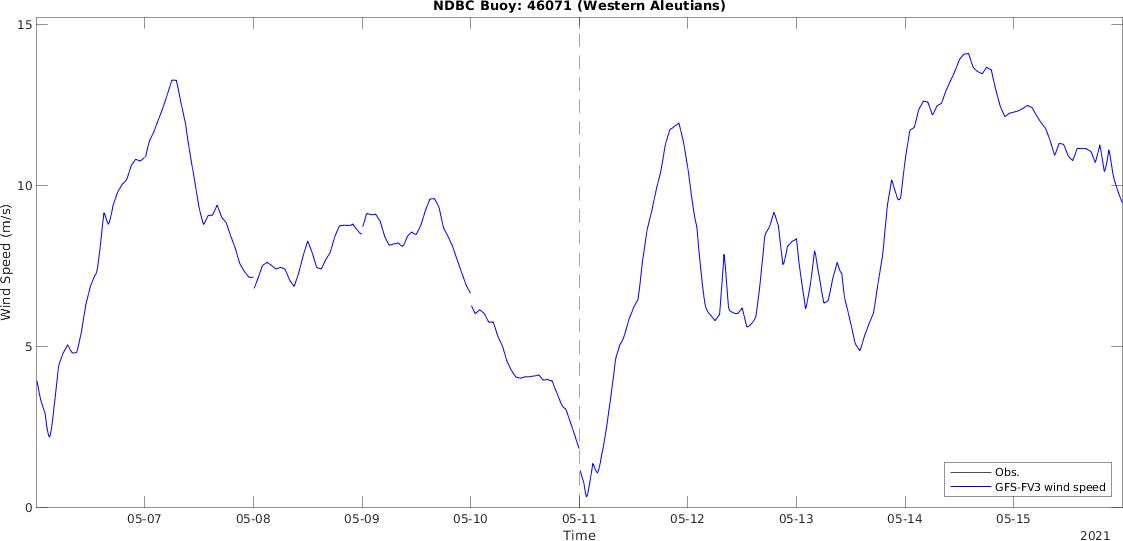 NDBC Buoy: 46071 (Western Aleutians)
15
10
5
0
Wind Speed (m/s)
05-07 05-08 05-09 05-10 05-11 05-12 05-13 05-14 05-15
Time
2021
Obs.
GFS-FV3 wind speed